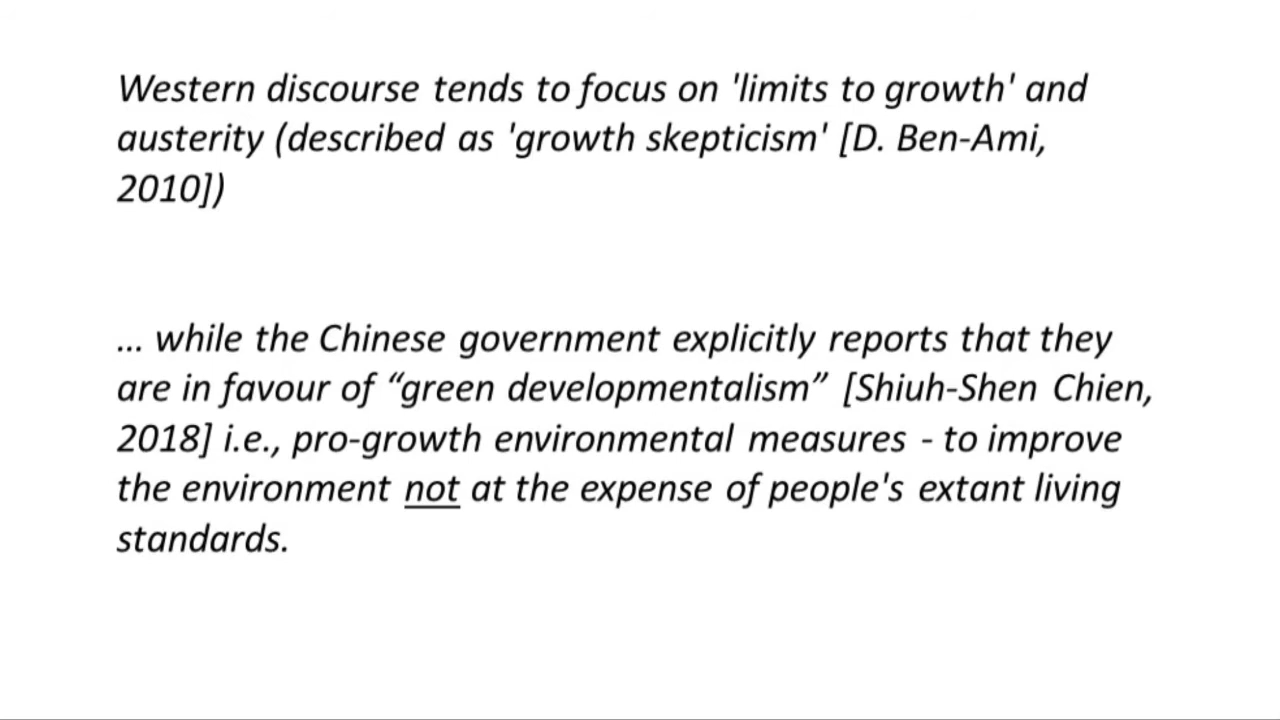 Western discourse tends to focus on 'limits to growth' and
austerity (described as 'growth skepticism' [D. Ben-Ami,
2010])
... while the Chinese government explicitly reports that they
are in favour of “green developmentalism” [Shiuh-Shen Chien,
2018] i.e., pro-growth environmental measures - to improve
the environment not at the expense of people's extant living
standards.